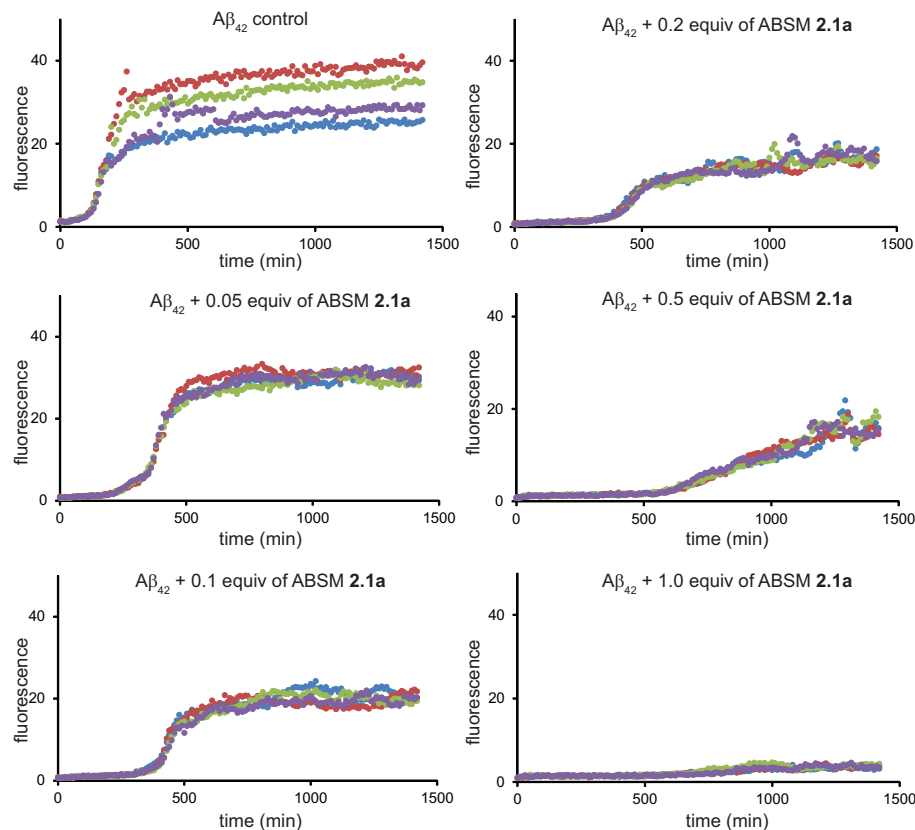 Aβ42 control
fluorescence
40
20
0
0 500 1000 1500
time (min)
Aβ42 + 0.2 equiv of ABSM 2.1a
fluorescence
40
20
0
0 500 1000 1500
time (min)
Aβ42 + 0.05 equiv of ABSM 2.1a
fluorescence
40
20
0
0 500 1000 1500
time (min)
Aβ42 + 0.5 equiv of ABSM 2.1a
fluorescence
40
20
0
0 500 1000 1500
time (min)
Aβ42 + 0.1 equiv of ABSM 2.1a
fluorescence
40
20
0
0 500 1000 1500
time (min)
Aβ42 + 1.0 equiv of ABSM 2.1a
fluorescence
40
20
0
0 500 1000 1500
time (min)